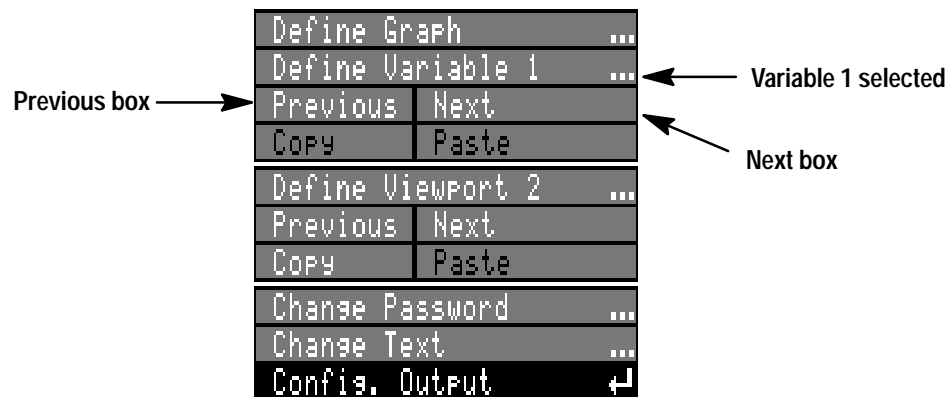 Define Graph ...
Define Variable 1 ...
Variable 1 selected
Previous box
Previous Next
Copy Paste
Next box
Define Viewport 2 ...
Previous Next
Copy Paste
Change Password ...
Change Text ...
Config. Output ↵